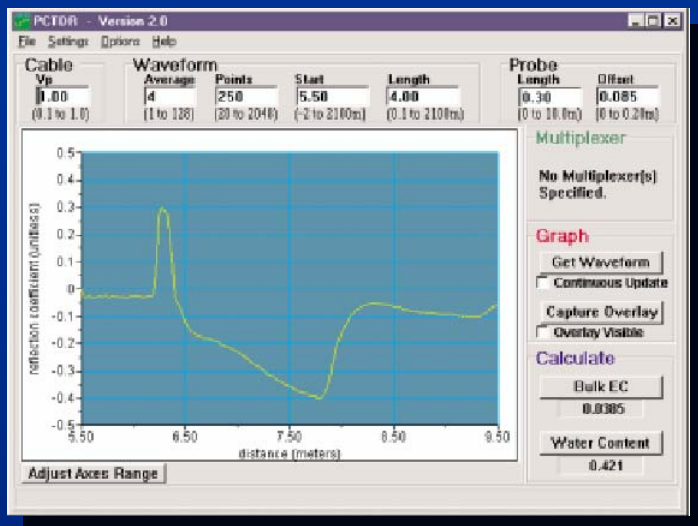 PCTDR - Version 2.0
File Settings Options Help
Cable
Vp
1.00
(0.1 to 1.0)
Waveform
Average Points Start Length
4 250 5.50 4.00
(1 to 128) (20 to 2048) (-2 to 2100m) (0.1 to 2100m)
Probe
Length Offset
0.30 0.085
(0 to 10.0m) (0 to 0.20m)
0.5
0.4
0.3
0.2
0.1
0
-0.1
-0.2
-0.3
-0.4
-0.5
reflection coefficient (unitless)
5.50 6.50 7.50 8.50 9.50
distance (meters)
Adjust Axes Range
Multiplexer
No Multiplexer(s)
Specified.
Graph
Get Waveform
Continuous Update
Capture Overlay
Overlay Visible
Calculate
Bulk EC
0.0385
Water Content
0.421